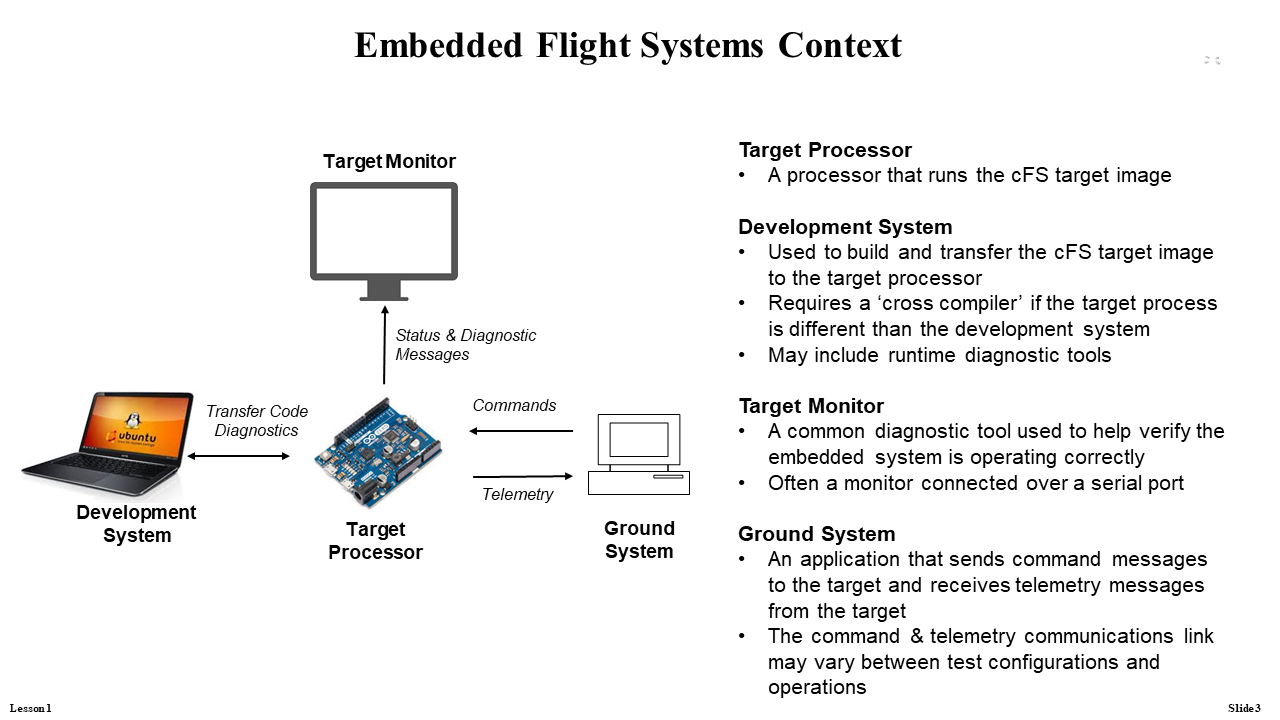 Embedded Flight Systems Context
Target Monitor
Status & Diagnostic
Messages
Transfer Code
Diagnostics
Commands
Telemetry
ubuntu
Development
System
Target
Processor
Ground
System
Target Processor
• A processor that runs the cFS target image
Development System
• Used to build and transfer the cFS target image
to the target processor
• Requires a ‘cross compiler’ if the target process
is different than the development system
• May include runtime diagnostic tools
Target Monitor
• A common diagnostic tool used to help verify the
embedded system is operating correctly
• Often a monitor connected over a serial port
Ground System
• An application that sends command messages
to the target and receives telemetry messages
from the target
• The command & telemetry communications link
may vary between test configurations and
operations
Lesson 1
Slide 3